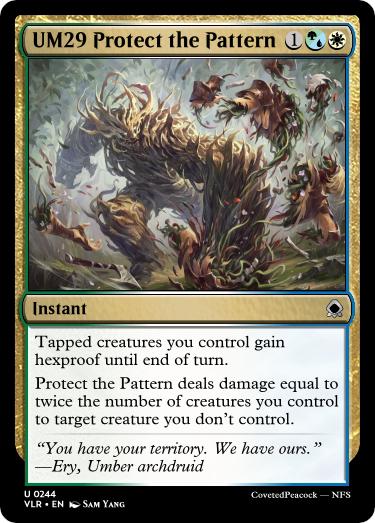 UM29 Protect the Pattern 1
Instant
Tapped creatures you control gain
hexproof until end of turn.
Protect the Pattern deals damage equal to
twice the number of creatures you control
to target creature you don't control.
"You have your territory. We have ours."
—Ery, Umber archdruid
U 0244
VLR • EN Sam Yang
CovetedPeacock — NFS